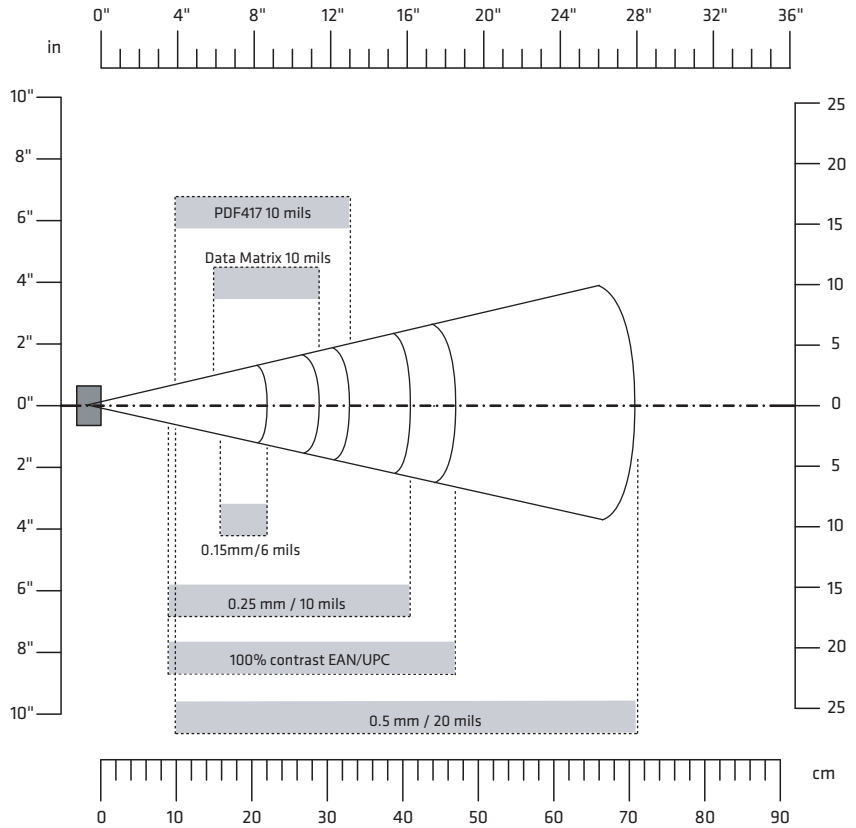 0" 4" 8" 12" 16" 20" 24" 28" 32" 36"
in
10"
8"
6"
4"
2"
0"
2"
4"
6"
8"
10"
25
20
15
10
5
0
5
10
15
20
25
PDF417 10 mils
Data Matrix 10 mils
0.15mm/6 mils
0.25 mm / 10 mils
100% contrast EAN/UPC
0.5 mm / 20 mils
cm
0 10 20 30 40 50 60 70 80 90